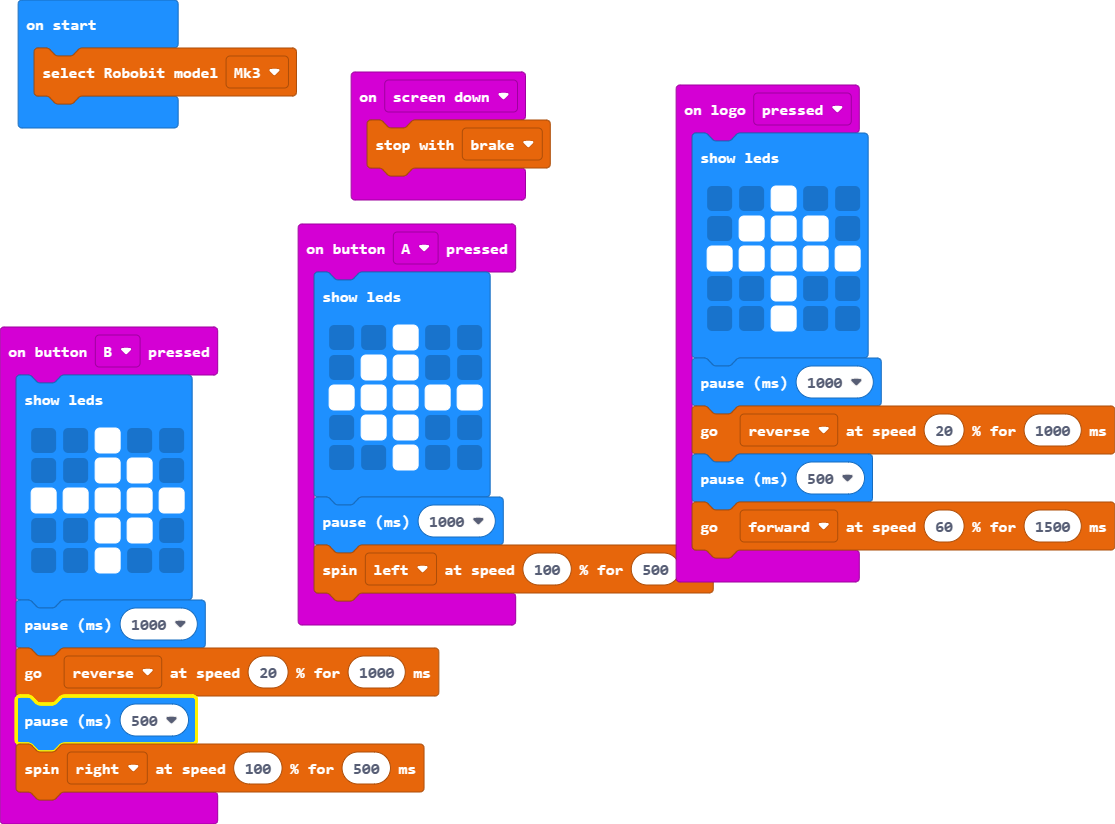 on start
select Robobit model Mk3
on screen down
stop with brake
on logo pressed
show leds
pause (ms) 1000
go reverse at speed 20 % for 1000 ms
pause (ms) 500
go forward at speed 60 % for 1500 ms
on button A pressed
show leds
pause (ms) 1000
spin left at speed 100 % for 500
on button B pressed
show leds
pause (ms) 1000
go reverse at speed 20 % for 1000 ms
pause (ms) 500
spin right at speed 100 % for 500 ms